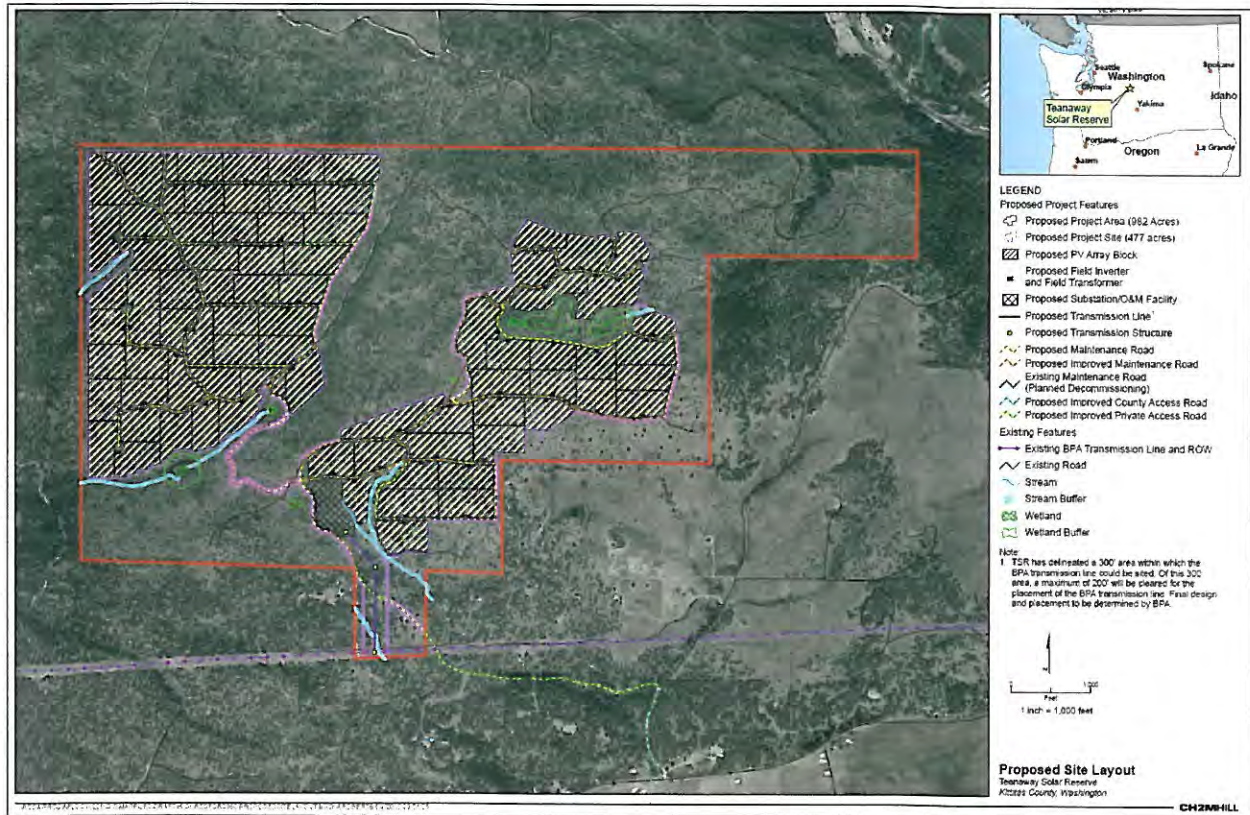 Seattle
Washington
Spokane
Olympia
Idaho
Teanaway
Solar Reserve
Yakima
Portland
Oregon
La Grande
Salem
LEGEND
Proposed Project Features
Proposed Project Area (982 Acres)
Proposed Project Site (477 acres)
Proposed PV Array Block
Proposed Field Inverter
and Field Transformer
Proposed Substation/O&M Facility
Proposed Transmission Line¹
Proposed Transmission Structure
Proposed Maintenance Road
Proposed Improved Maintenance Road
Existing Maintenance Road
(Planned Decommissioning)
Proposed Improved County Access Road
Proposed Improved Private Access Road
Existing Features
Existing BPA Transmission Line and ROW
Existing Road
Stream
Stream Buffer
Wetland
Wetland Buffer
Note
1 TSR has delineated a 300' area within which the
BPA transmission line could be sited. Of this 300
area, a maximum of 200' will be cleared for the
placement of the BPA transmission line. Final design
and placement to be determined by BPA.
0 1,000
Feet
1 inch = 1,000 feet
Proposed Site Layout
Teanaway Solar Reserve
Kittitas County, Washington
CH2MHILL